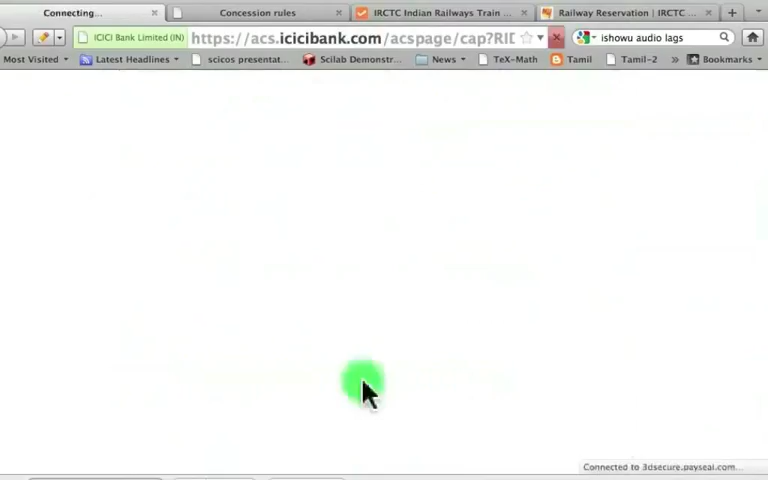 Connecting... Concession rules IRCTC Indian Railways Train ... Railway Reservation | IRCTC ...
ICICI Bank Limited (IN) https://acs.icicibank.com/acspage/cap?RID ishowu audio lags
Most Visited Latest Headlines scicos presentat... Scilab Demonstr... News TeX-Math Tamil Tamil-2 » Bookmarks
Connected to 3dsecure.payseal.com...